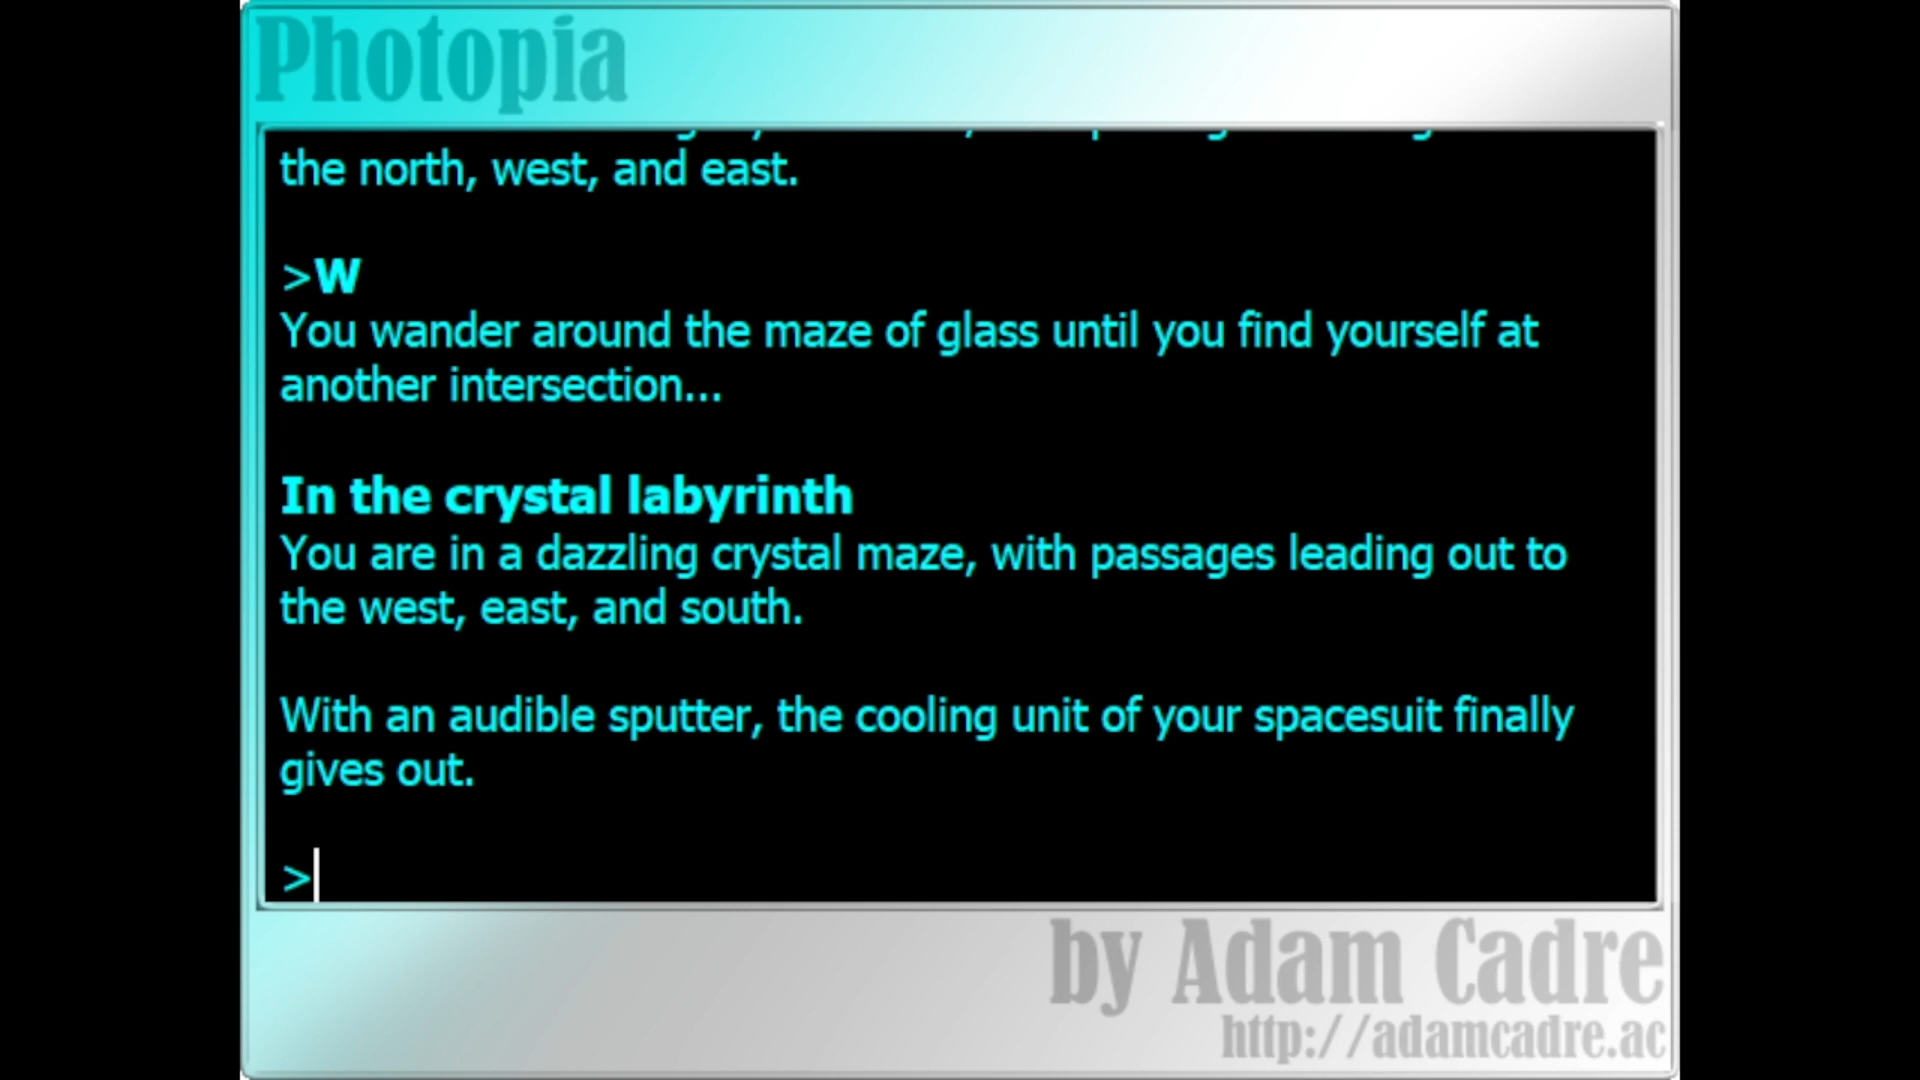 Photopia
the north, west, and east.
>W
You wander around the maze of glass until you find yourself at
another intersection...
In the crystal labyrinth
You are in a dazzling crystal maze, with passages leading out to
the west, east, and south.
With an audible sputter, the cooling unit of your spacesuit finally
gives out.
>
by Adam Cadre
http://adamcadre.ac